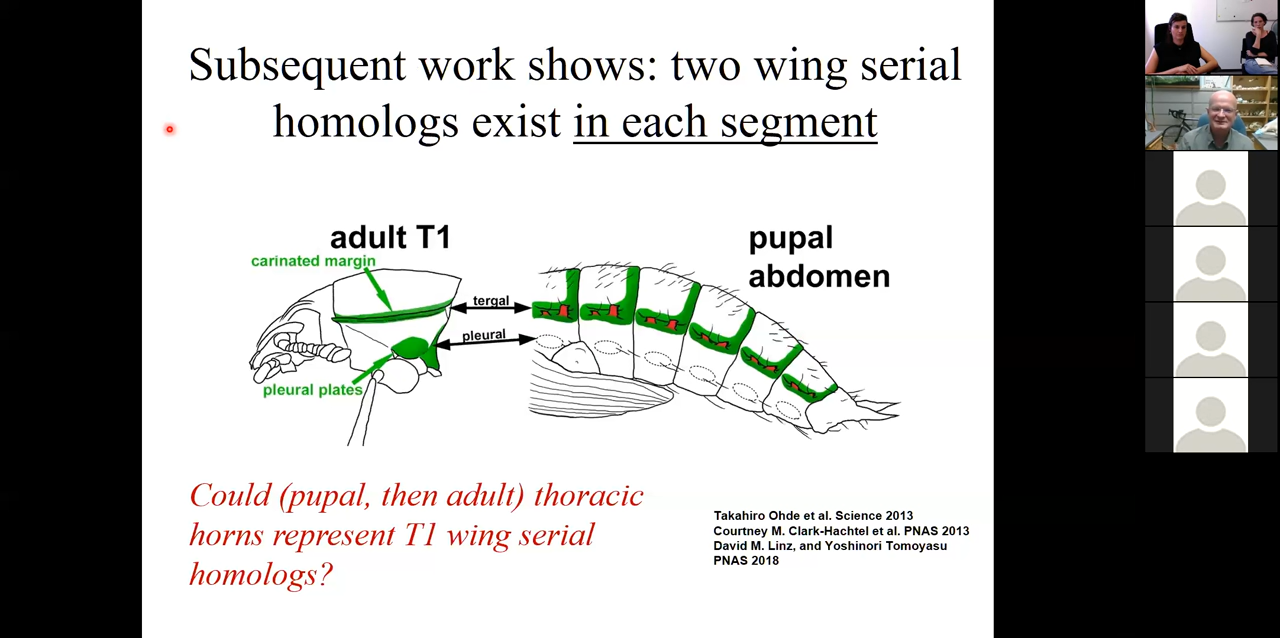 Subsequent work shows: two wing serial
homologs exist in each segment
adult T1
carinated margin
pupal
abdomen
tergal
pleural
pleural plates
Could (pupal, then adult) thoracic
horns represent T1 wing serial
homologs?
Takahiro Ohde et al. Science 2013
Courtney M. Clark-Hachtel et al. PNAS 2013
David M. Linz, and Yoshinori Tomoyasu
PNAS 2018